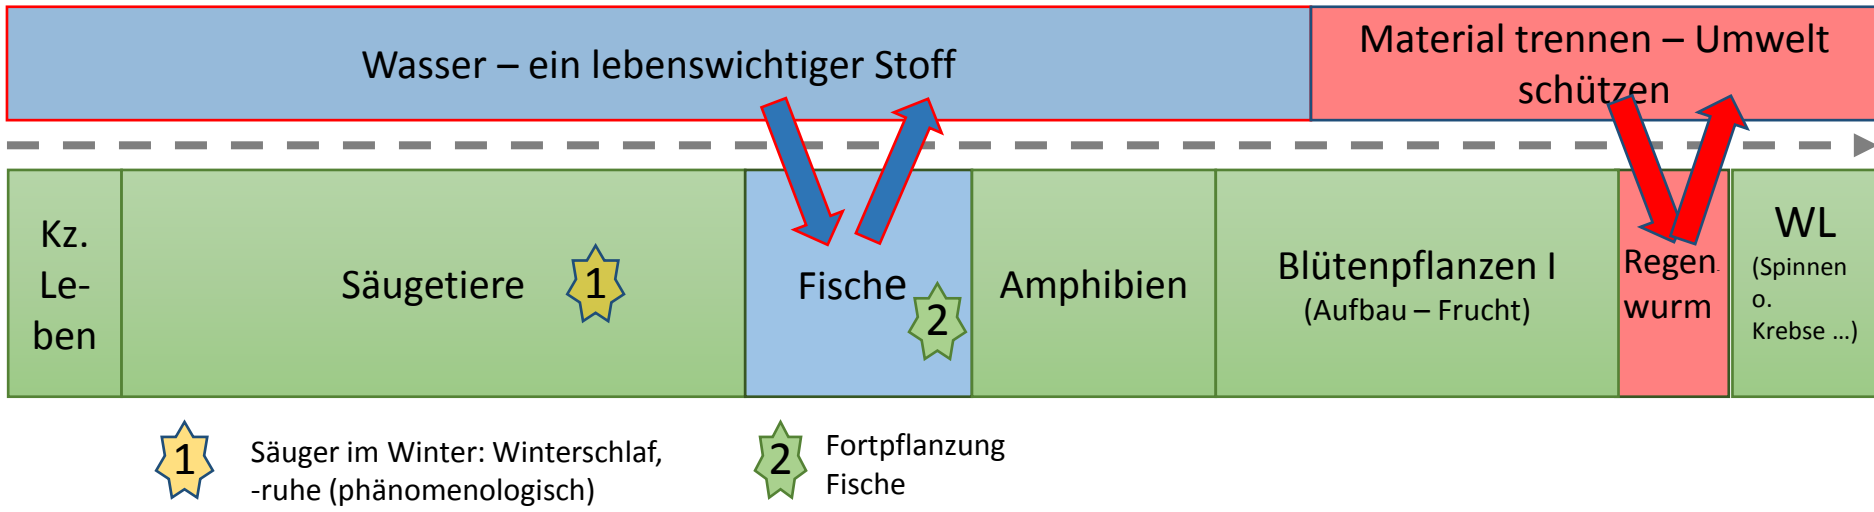 Wasser – ein lebenswichtiger Stoff
Material trennen – Umwelt
schützen
Kz.
Le-
ben
Säugetiere
1
Fische
2
Amphibien
Blütenpflanzen I
(Aufbau – Frucht)
Regen-
wurm
WL
(Spinnen
o.
Krebse ...)
1
Säuger im Winter: Winterschlaf,
-ruhe (phänomenologisch)
2
Fortpflanzung
Fische